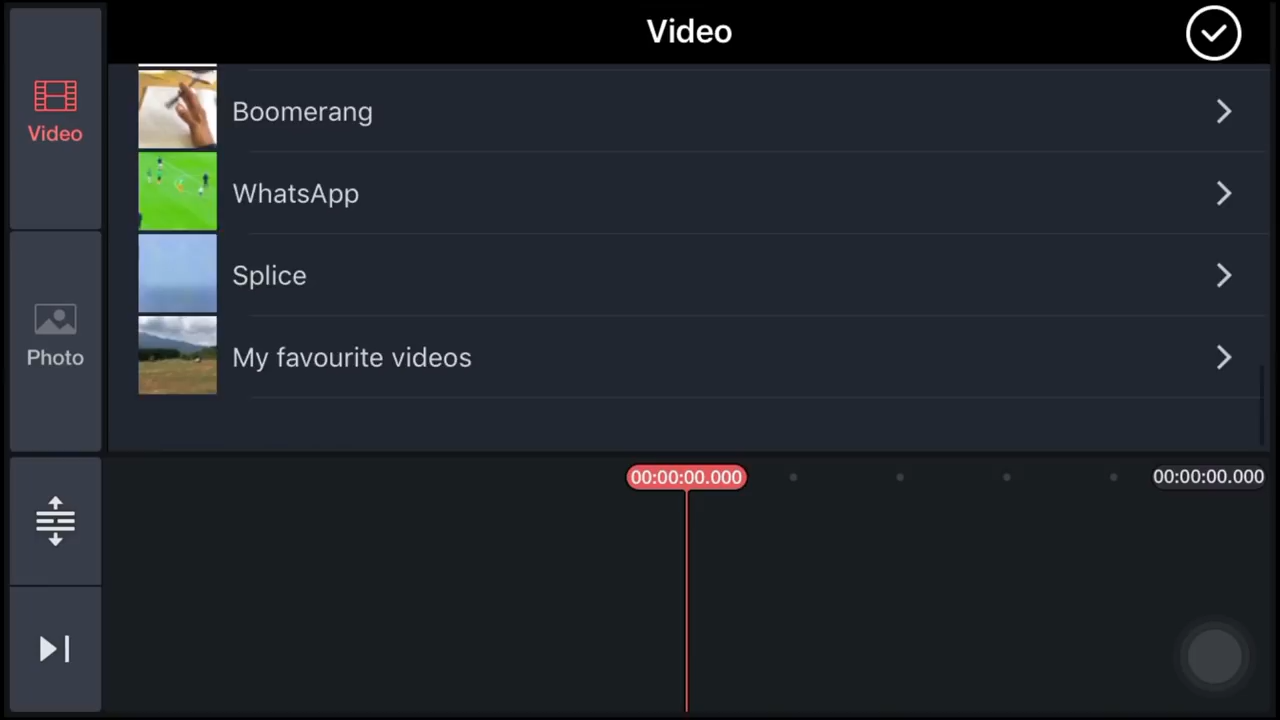 Video
Video
Boomerang
WhatsApp
Splice
Photo
My favourite videos
00:00:00.000
00:00:00.000